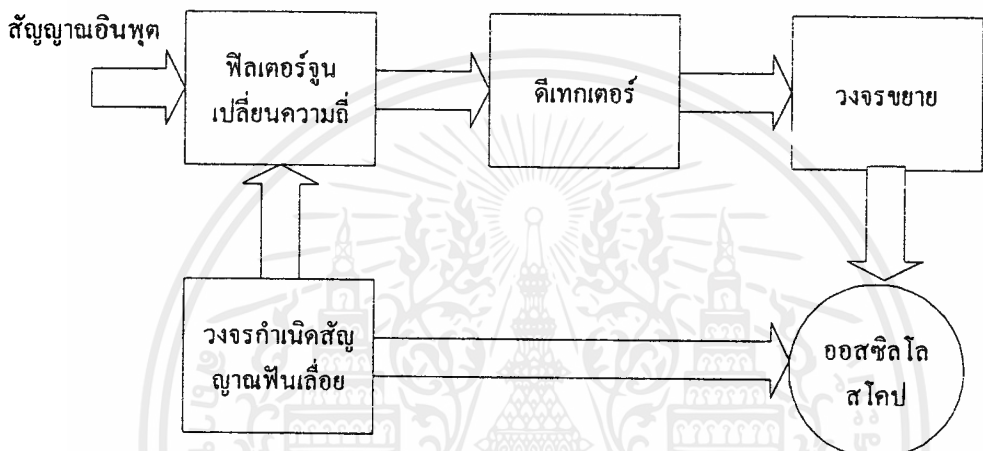 สัญญาณอินพุต
ฟิลเตอร์จูน
เปลี่ยนความถี่
ดีเทกเตอร์
วงจรขยาย
วงจรกำเนิดสัญ
ญาณฟันเลื่อย
ออสซิลโล
สโคป